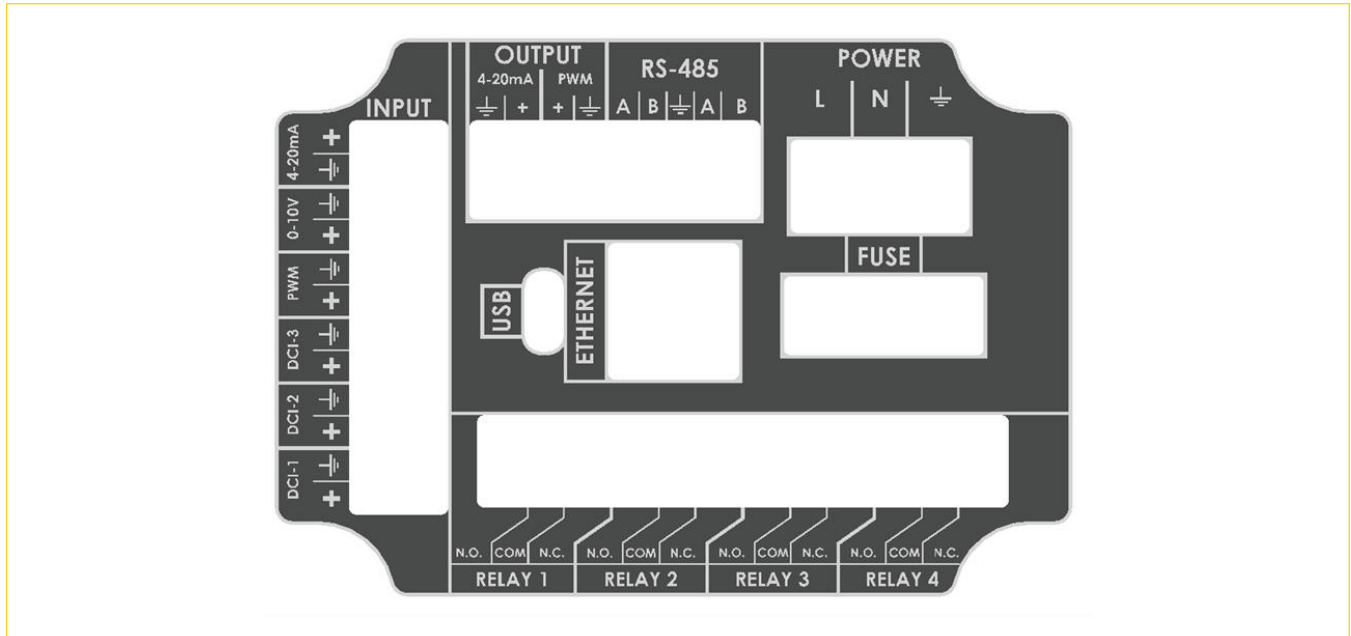 OUTPUT
4-20mA PWM
+ +
RS-485
A B A B
POWER
L N
INPUT
4-20mA
+
0-10V
+
PWM
+
DCI-3
+
DCI-2
+
DCI-1
+
FUSE
USB
ETHERNET
N.O. COM N.C. N.O. COM N.C. N.O. COM N.C. N.O. COM N.C.
RELAY 1 RELAY 2 RELAY 3 RELAY 4